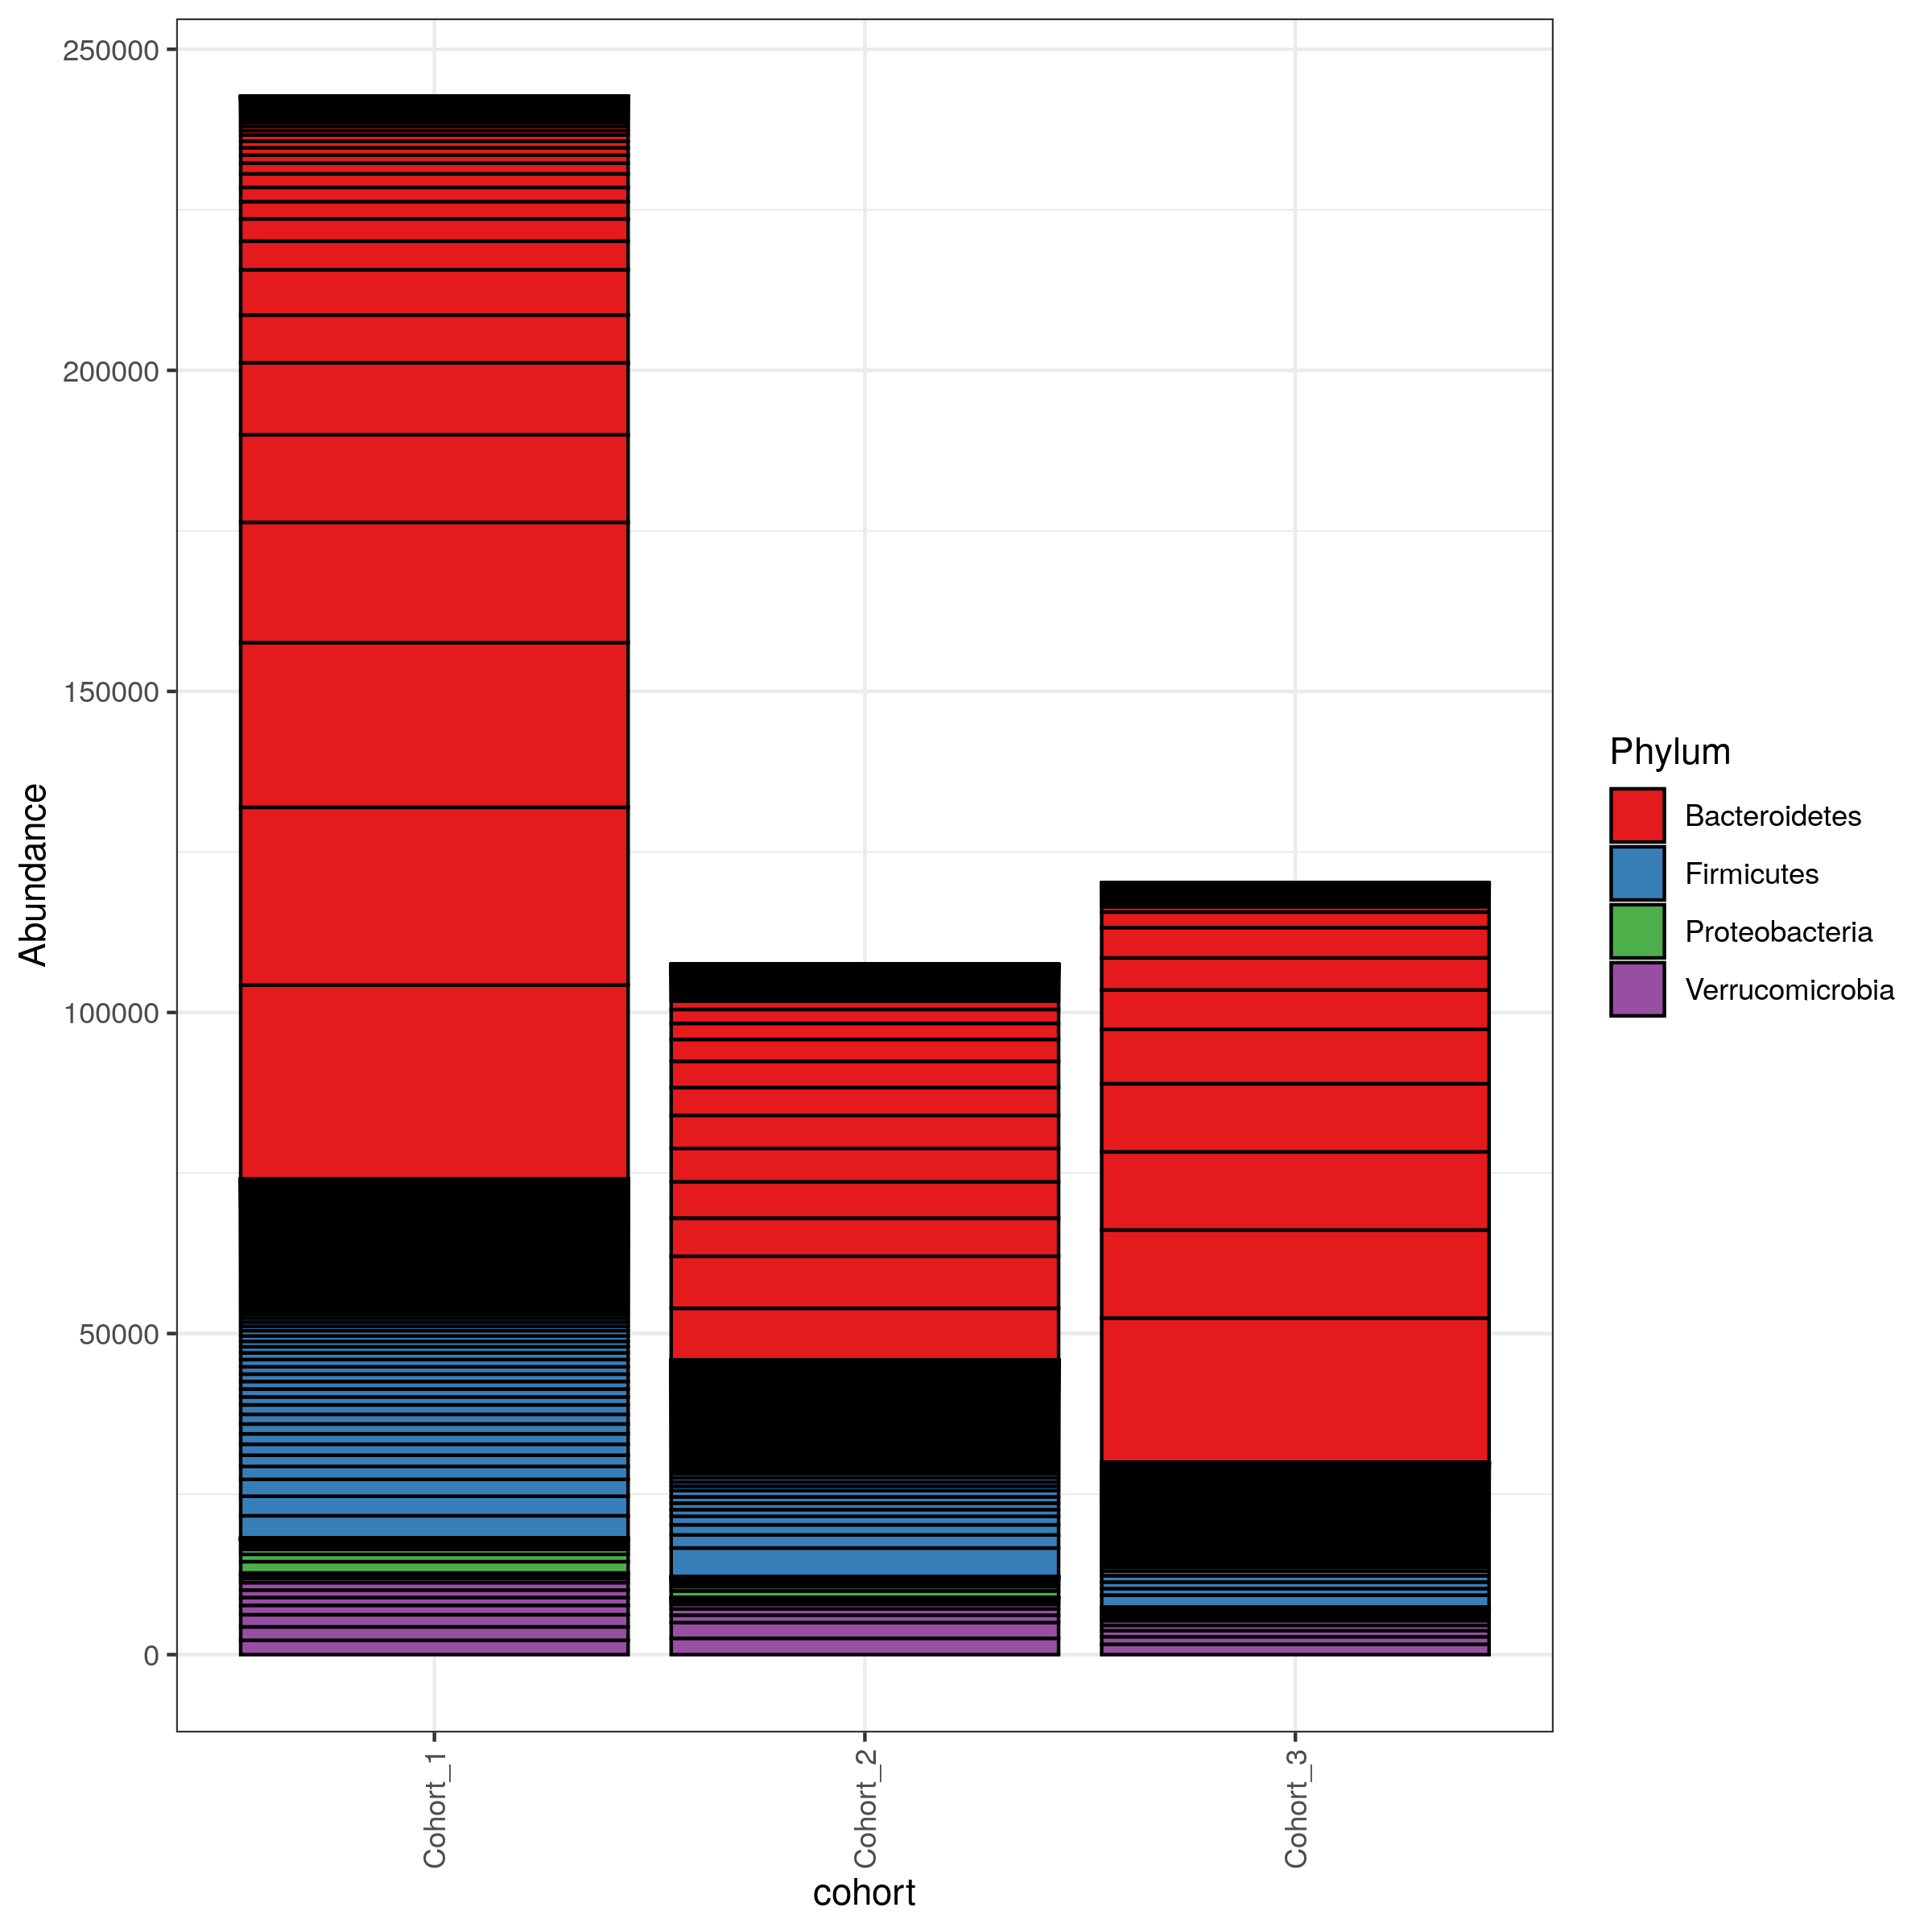 250000
200000
150000
100000
50000
0
Abundance
Cohort_1
Cohort_2
Cohort_3
cohort
Phylum
Bacteroidetes
Firmicutes
Proteobacteria
Verrucomicrobia